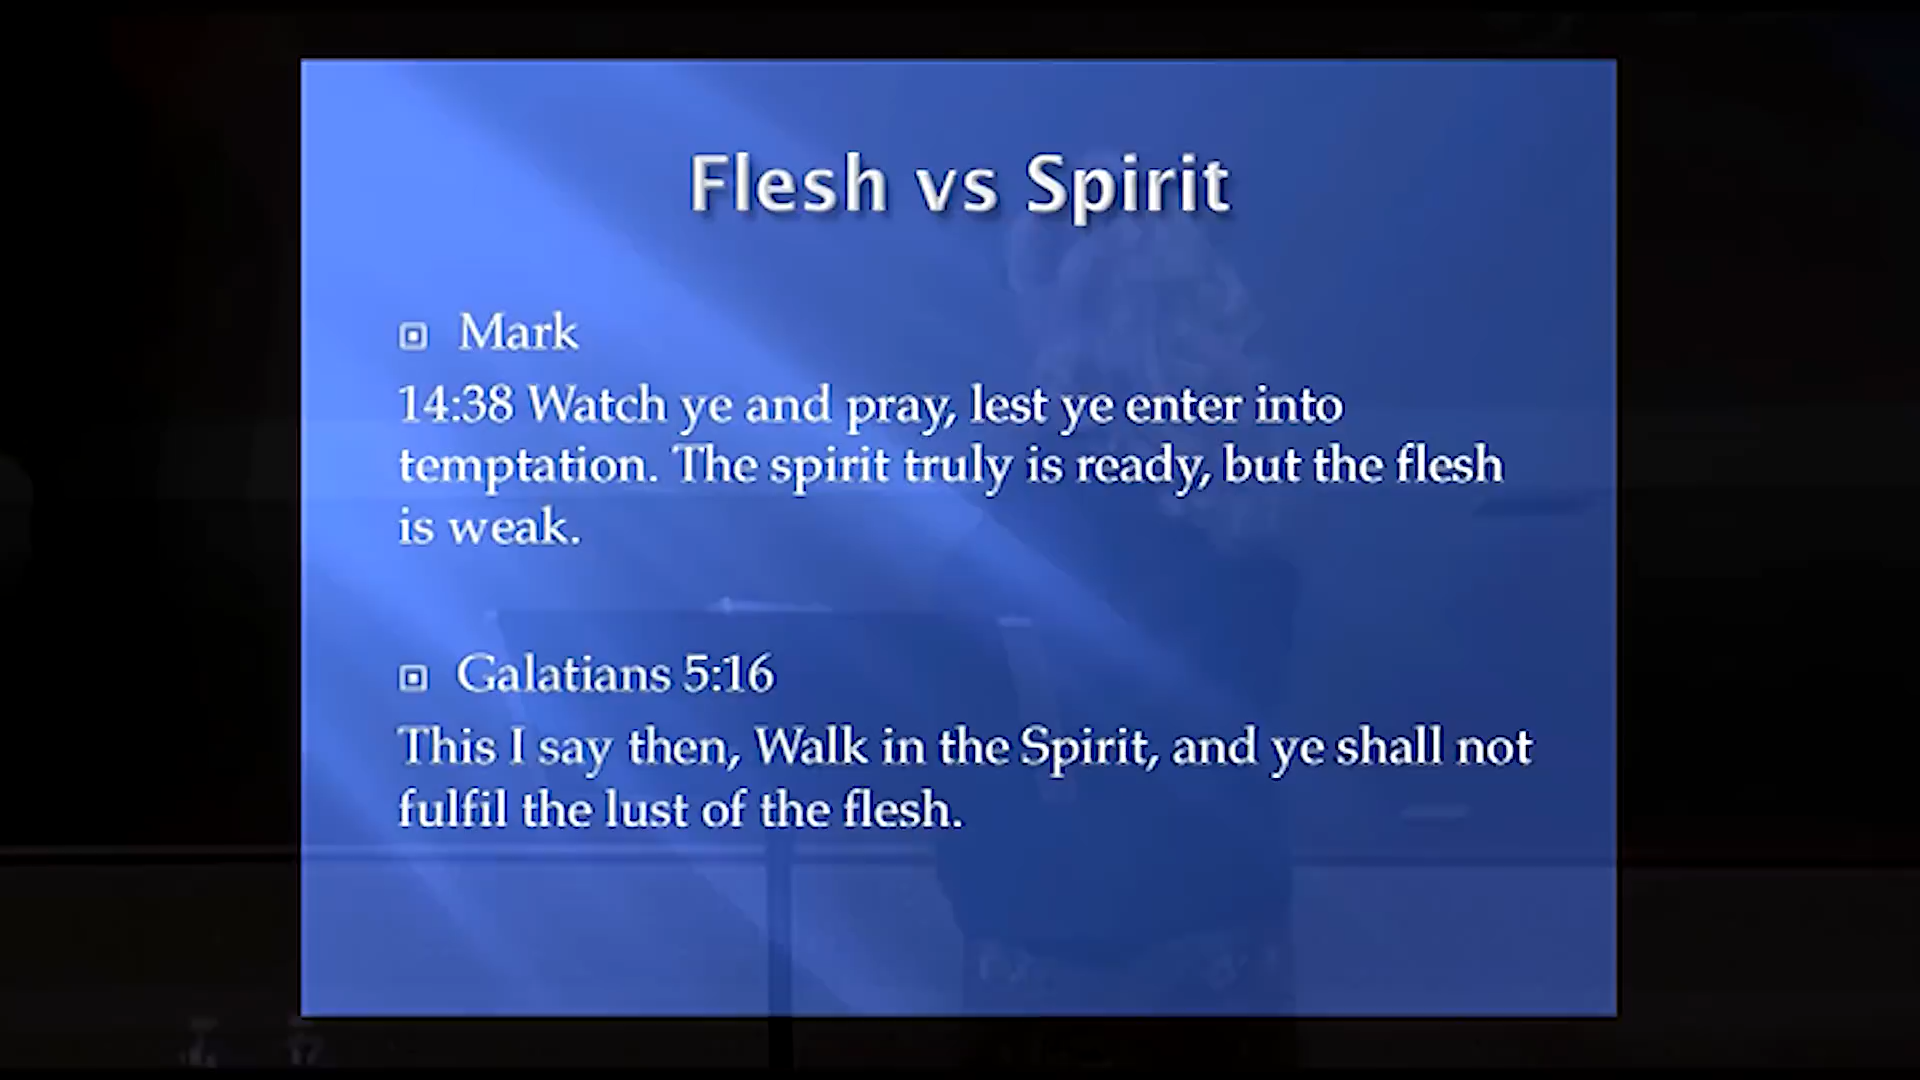 Flesh vs Spirit
Mark
14:38 Watch ye and pray, lest ye enter into
temptation. The spirit truly is ready, but the flesh
is weak.
Galatians 5:16
This I say then, Walk in the Spirit, and ye shall not
fulfil the lust of the flesh.